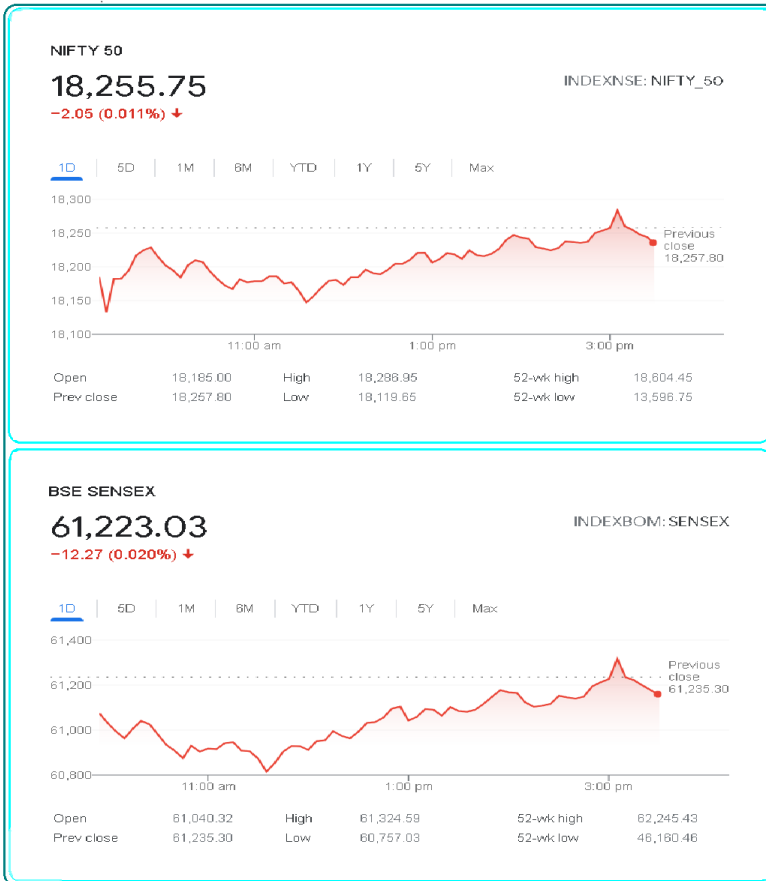 NIFTY 50
18,255.75
INDEXNSE: NIFTY_50
−2.05 (0.011%) ↓
1D 5D 1M 6M YTD 1Y 5Y Max
18,300
18,250
Previous
close
18,257.80
18,200
18,150
18,100
11:00 am 1:00 pm 3:00 pm
Open 18,185.00 High 18,286.95 52-wk high 18,604.45
Prev close 18,257.80 Low 18,119.65 52-wk low 13,596.75
BSE SENSEX
61,223.03
INDEXBOM: SENSEX
−12.27 (0.020%) ↓
1D 5D 1M 6M YTD 1Y 5Y Max
61,400
Previous
close
61,235.30
61,200
61,000
60,800
11:00 am 1:00 pm 3:00 pm
Open 61,040.32 High 61,324.59 52-wk high 62,245.43
Prev close 61,235.30 Low 60,757.03 52-wk low 46,160.46